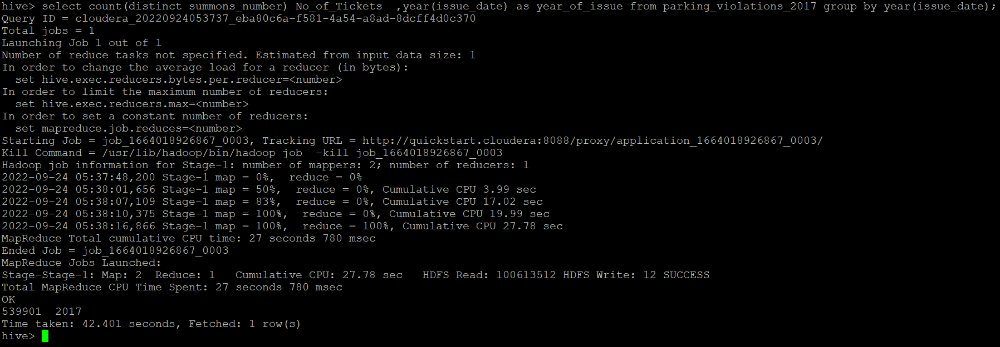 hive> select count(distinct summons_number) No_of_Tickets  ,year(issue_date) as year_of_issue from parking_violations_2017 group by year(issue_date);
Query ID = cloudera_20220924053737_eba80c6a-f581-4a54-a8ad-8dcff4d0c370
Total jobs = 1
Launching Job 1 out of 1
Number of reduce tasks not specified. Estimated from input data size: 1
In order to change the average load for a reducer (in bytes):
  set hive.exec.reducers.bytes.per.reducer=<number>
In order to limit the maximum number of reducers:
  set hive.exec.reducers.max=<number>
In order to set a constant number of reducers:
  set mapreduce.job.reduces=<number>
Starting Job = job_1664018926867_0003, Tracking URL = http://quickstart.cloudera:8088/proxy/application_1664018926867_0003/
Kill Command = /usr/lib/hadoop/bin/hadoop job  -kill job_1664018926867_0003
Hadoop job information for Stage-1: number of mappers: 2; number of reducers: 1
2022-09-24 05:37:48,200 Stage-1 map = 0%,  reduce = 0%
2022-09-24 05:38:01,656 Stage-1 map = 50%,  reduce = 0%, Cumulative CPU 3.99 sec
2022-09-24 05:38:07,109 Stage-1 map = 83%,  reduce = 0%, Cumulative CPU 17.02 sec
2022-09-24 05:38:10,375 Stage-1 map = 100%,  reduce = 0%, Cumulative CPU 19.99 sec
2022-09-24 05:38:16,866 Stage-1 map = 100%,  reduce = 100%, Cumulative CPU 27.78 sec
MapReduce Total cumulative CPU time: 27 seconds 780 msec
Ended Job = job_1664018926867_0003
MapReduce Jobs Launched:
Stage-Stage-1: Map: 2  Reduce: 1   Cumulative CPU: 27.78 sec   HDFS Read: 100613512 HDFS Write: 12 SUCCESS
Total MapReduce CPU Time Spent: 27 seconds 780 msec
OK
539901  2017
Time taken: 42.401 seconds, Fetched: 1 row(s)
hive>